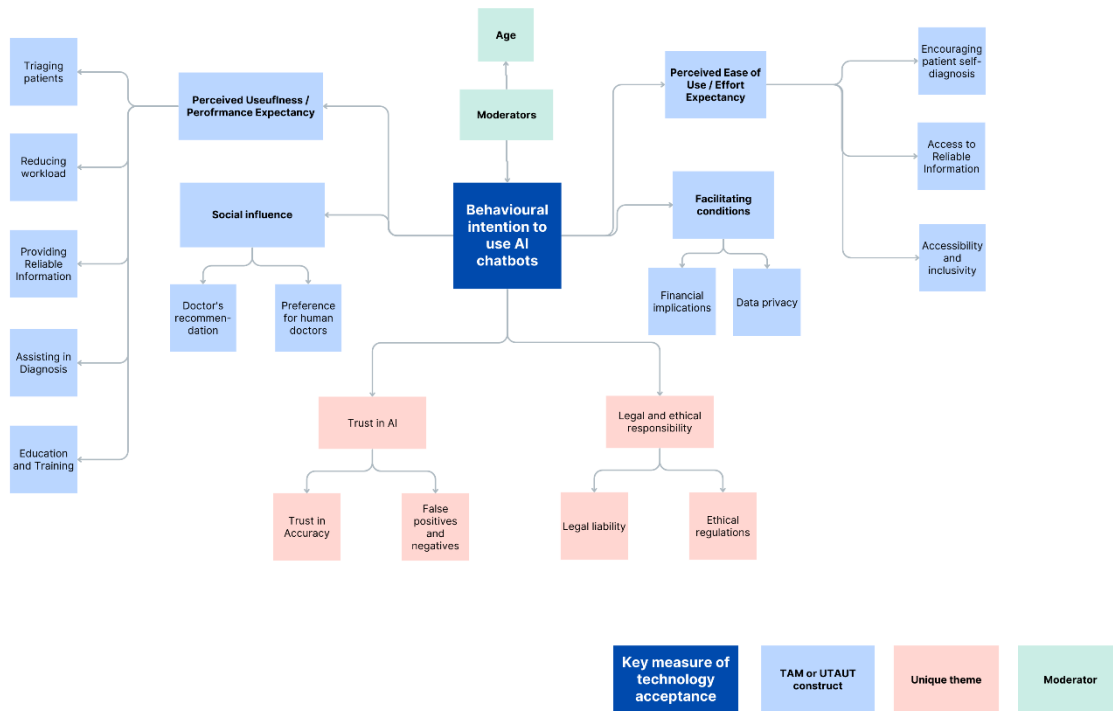 Age
Moderators
Triaging
patients
Reducing
workload
Providing
Reliable
Information
Assisting in
Diagnosis
Education
and Training
Perceived Useuflness /
Perofrmance Expectancy
Social influence
Doctor's
recommen-
dation
Preference
for human
doctors
Behavioural
intention to
use AI
chatbots
Perceived Ease of
Use / Effort
Expectancy
Encouraging
patient self-
diagnosis
Access to
Reliable
Information
Accessibility
and
inclusivity
Facilitating
conditions
Financial
implications
Data privacy
Trust in AI
Trust in
Accuracy
False
positives
and
negatives
Legal and ethical
responsibility
Legal liability
Ethical
regulations
Key measure of
technology
acceptance
TAM or UTAUT
construct
Unique theme
Moderator